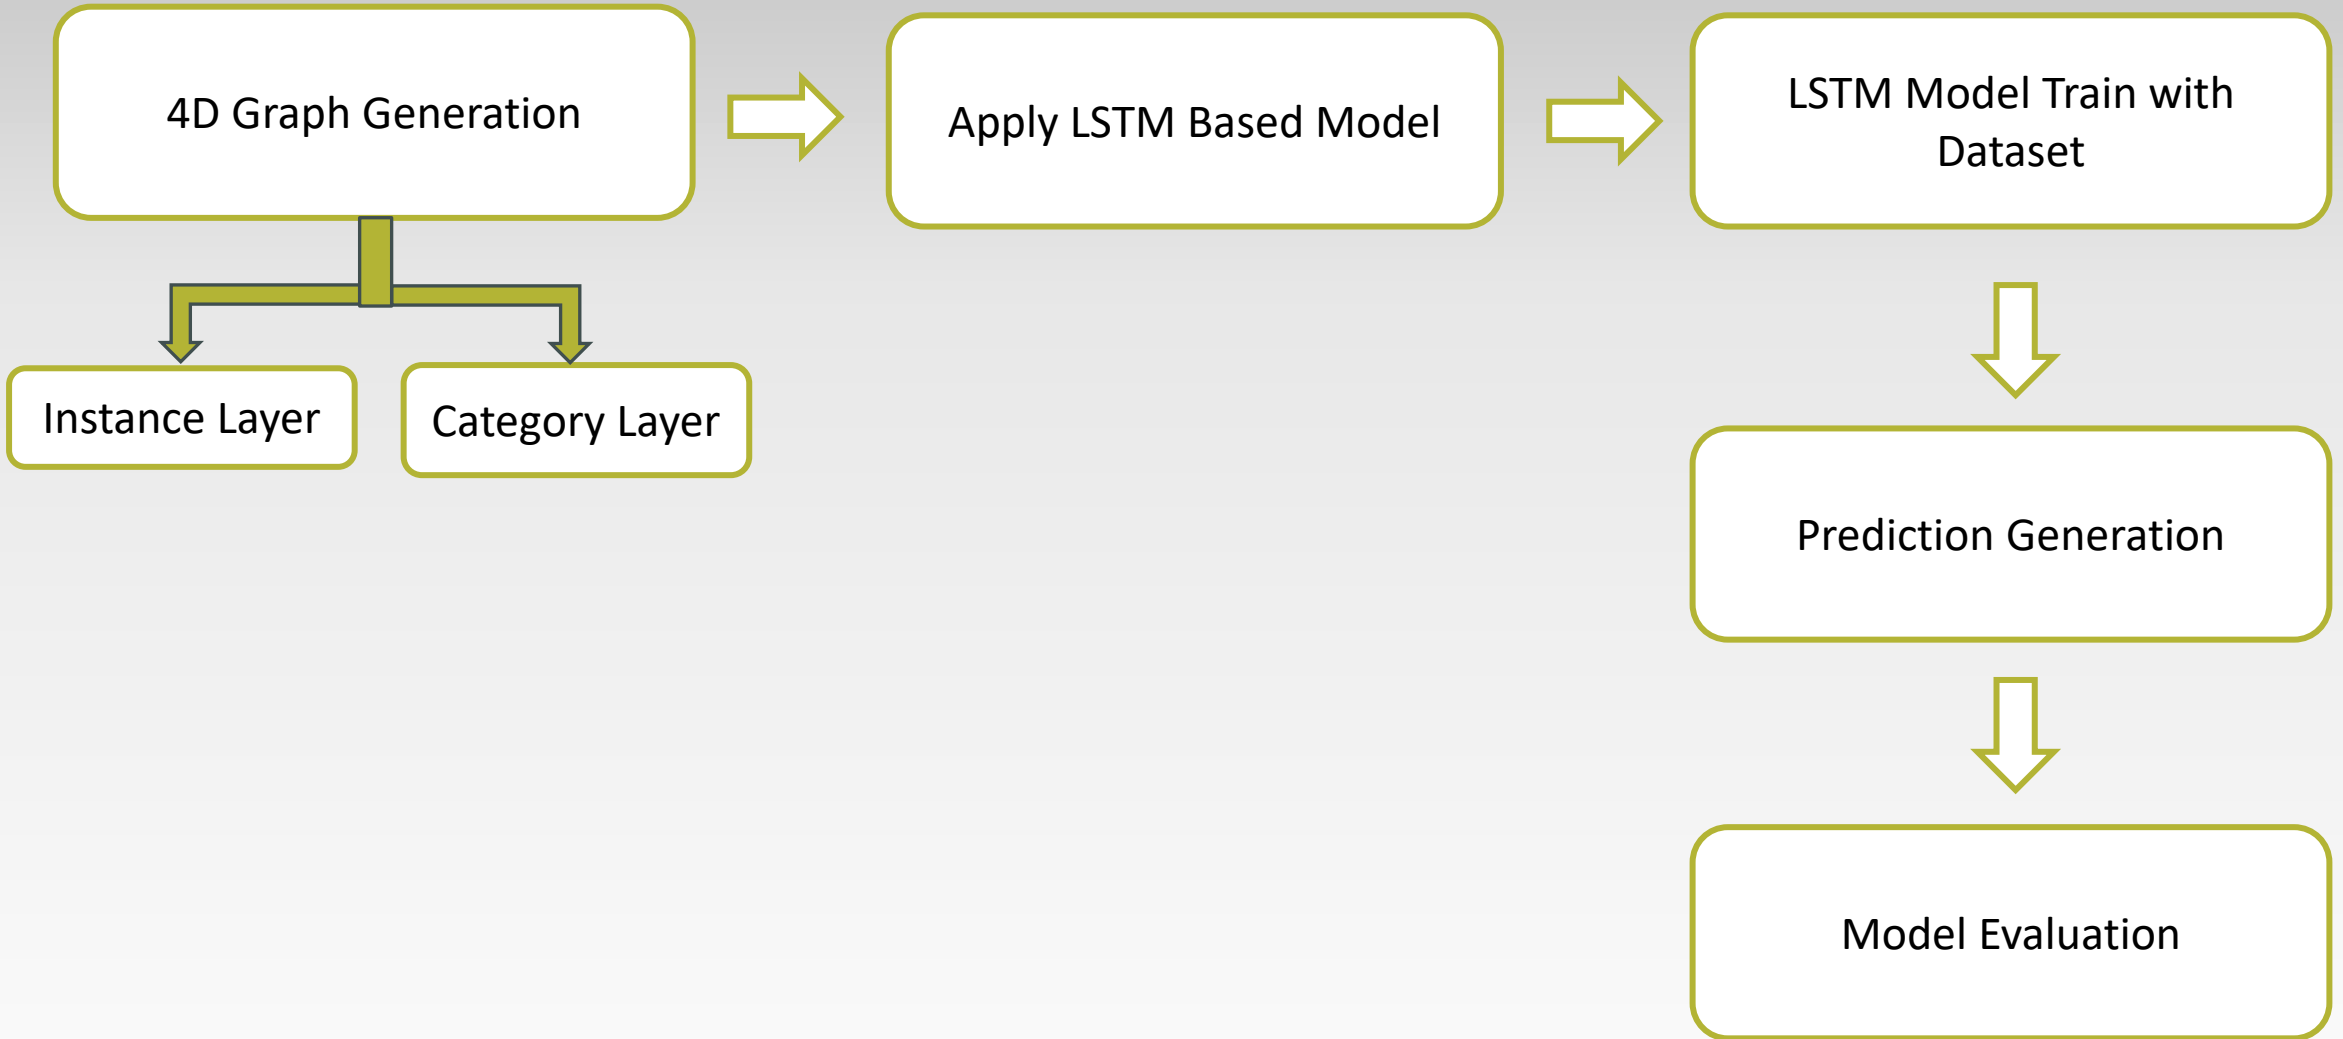 4D Graph Generation
Apply LSTM Based Model
LSTM Model Train with
Dataset
Instance Layer
Category Layer
Prediction Generation
Model Evaluation